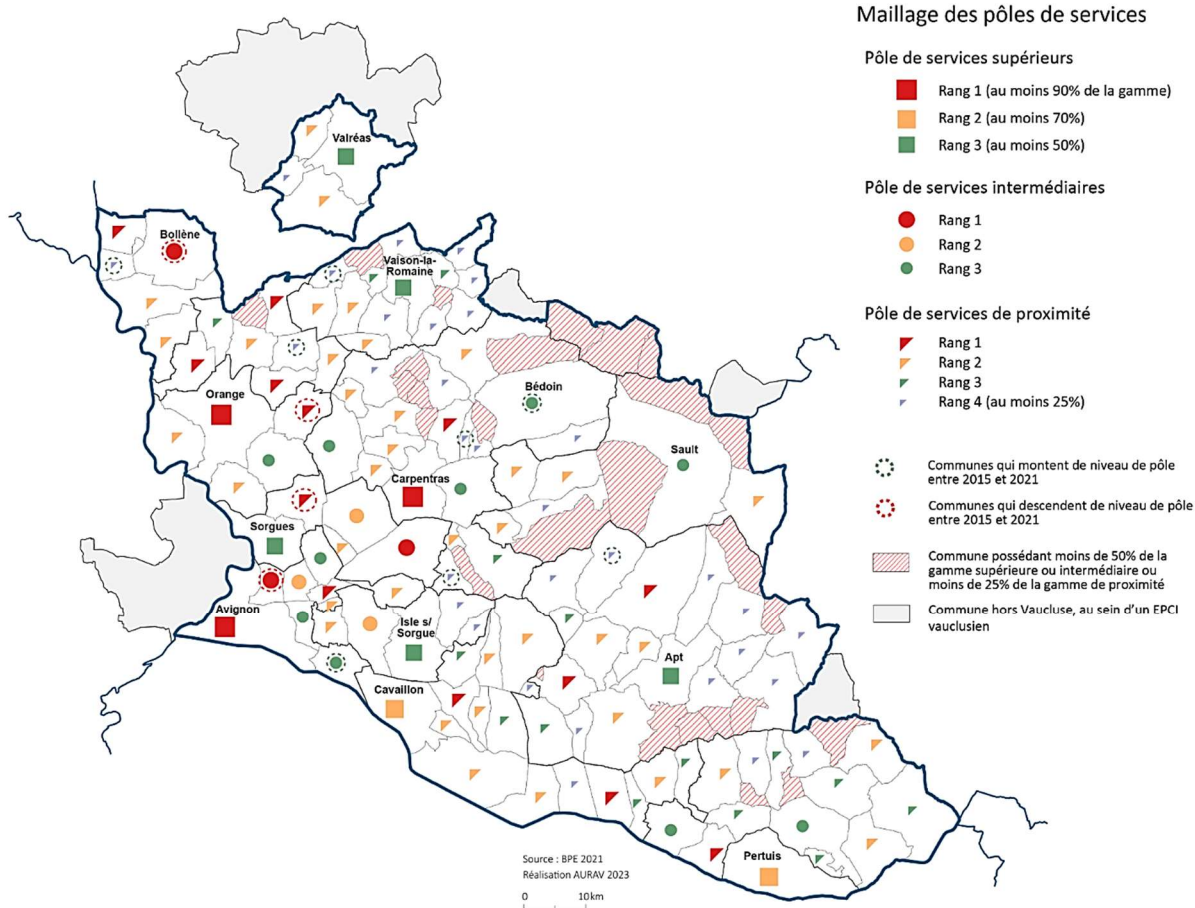 Maillage des pôles de services
Pôle de services supérieurs
Rang 1 (au moins 90% de la gamme)
Rang 2 (au moins 70%)
Rang 3 (au moins 50%)
Pôle de services intermédiaires
Rang 1
Rang 2
Rang 3
Pôle de services de proximité
Rang 1
Rang 2
Rang 3
Rang 4 (au moins 25%)
Communes qui montent de niveau de pôle
entre 2015 et 2021
Communes qui descendent de niveau de pôle
entre 2015 et 2021
Commune possédant moins de 50% de la
gamme supérieure ou intermédiaire ou
moins de 25% de la gamme de proximité
Commune hors Vaucluse, au sein d'un EPCI
vauclusien
Valréas
Bollène
Vaison-la-
Romaine
Orange
Bédoin
Sault
Carpentras
Sorgues
Avignon
Isle s/
Sorgue
Apt
Cavaillon
Pertuis
Source : BPE 2021
Réalisation AURAV 2023
0 10km